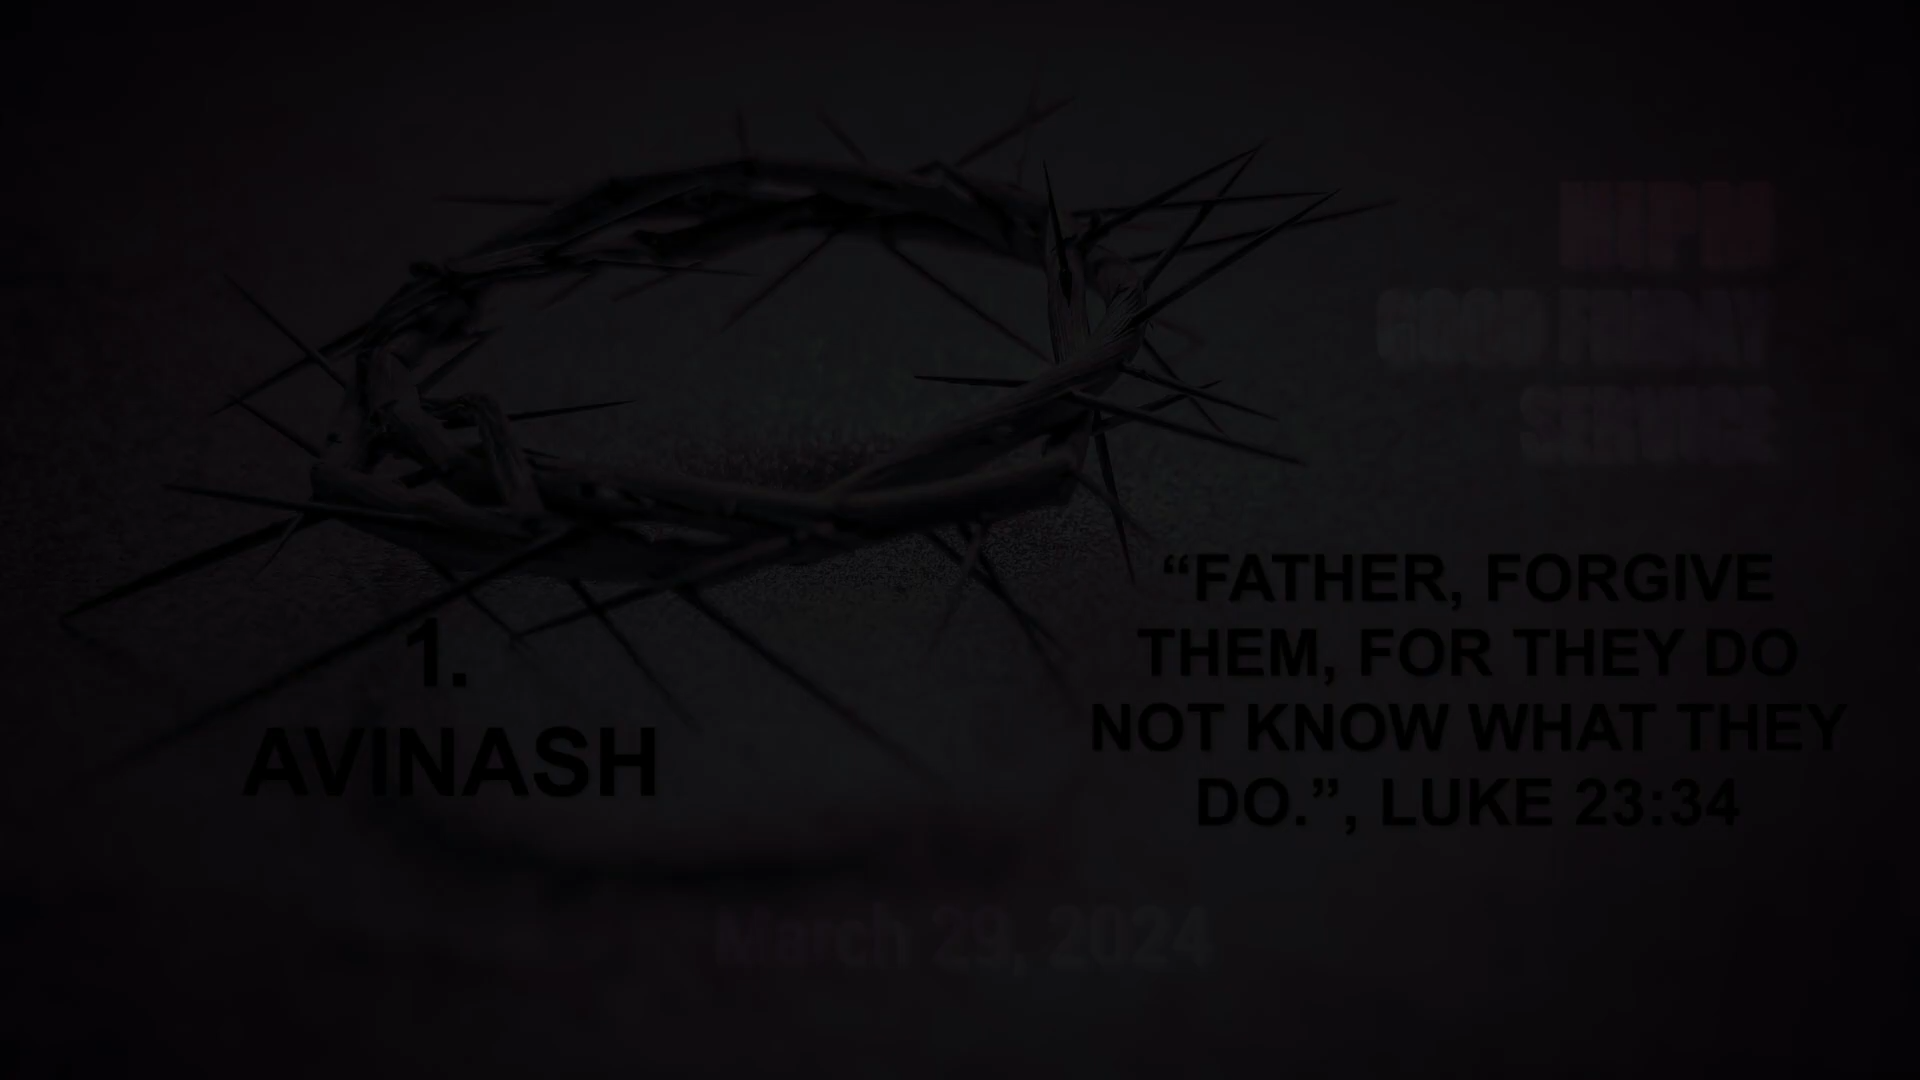 GOOD FRIDAY
SERVICE
1.
AVINASH
“FATHER, FORGIVE
THEM, FOR THEY DO
NOT KNOW WHAT THEY
DO.”, LUKE 23:34
March 29, 2024